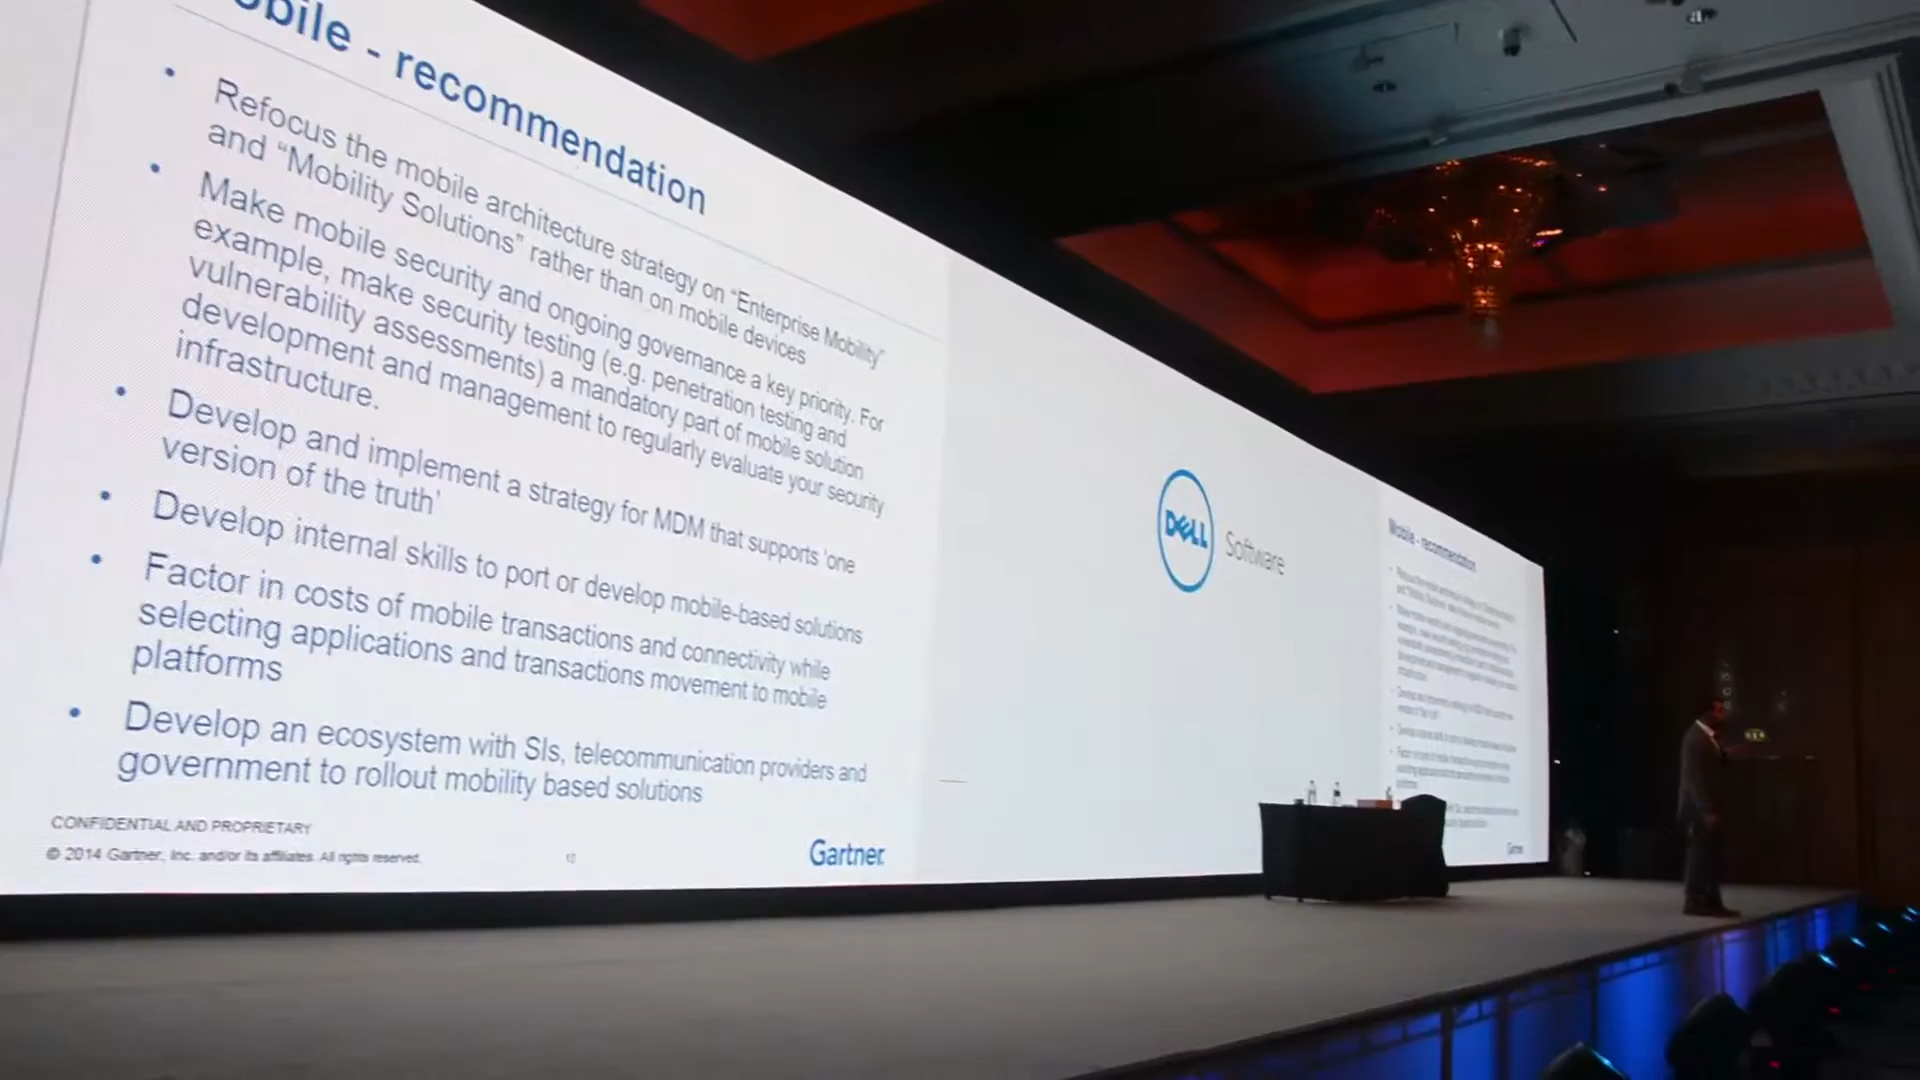 obile - recommendation
• Refocus the mobile architecture strategy on “Enterprise Mobility”
and “Mobility Solutions” rather than on mobile devices
• Make mobile security and ongoing governance a key priority. For
example, make security testing (e.g. penetration testing and
vulnerability assessments) a mandatory part of mobile solution
development and management to regularly evaluate your security
infrastructure.
• Develop and implement a strategy for MDM that supports ‘one
version of the truth’
• Develop internal skills to port or develop mobile-based solutions
• Factor in costs of mobile transactions and connectivity while
selecting applications and transactions movement to mobile
platforms
• Develop an ecosystem with SIs, telecommunication providers and
government to rollout mobility based solutions
CONFIDENTIAL AND PROPRIETARY
© 2014 Gartner, Inc. and/or its affiliates. All rights reserved.
10
Gartner
DELL Software
Mobile - recommendation